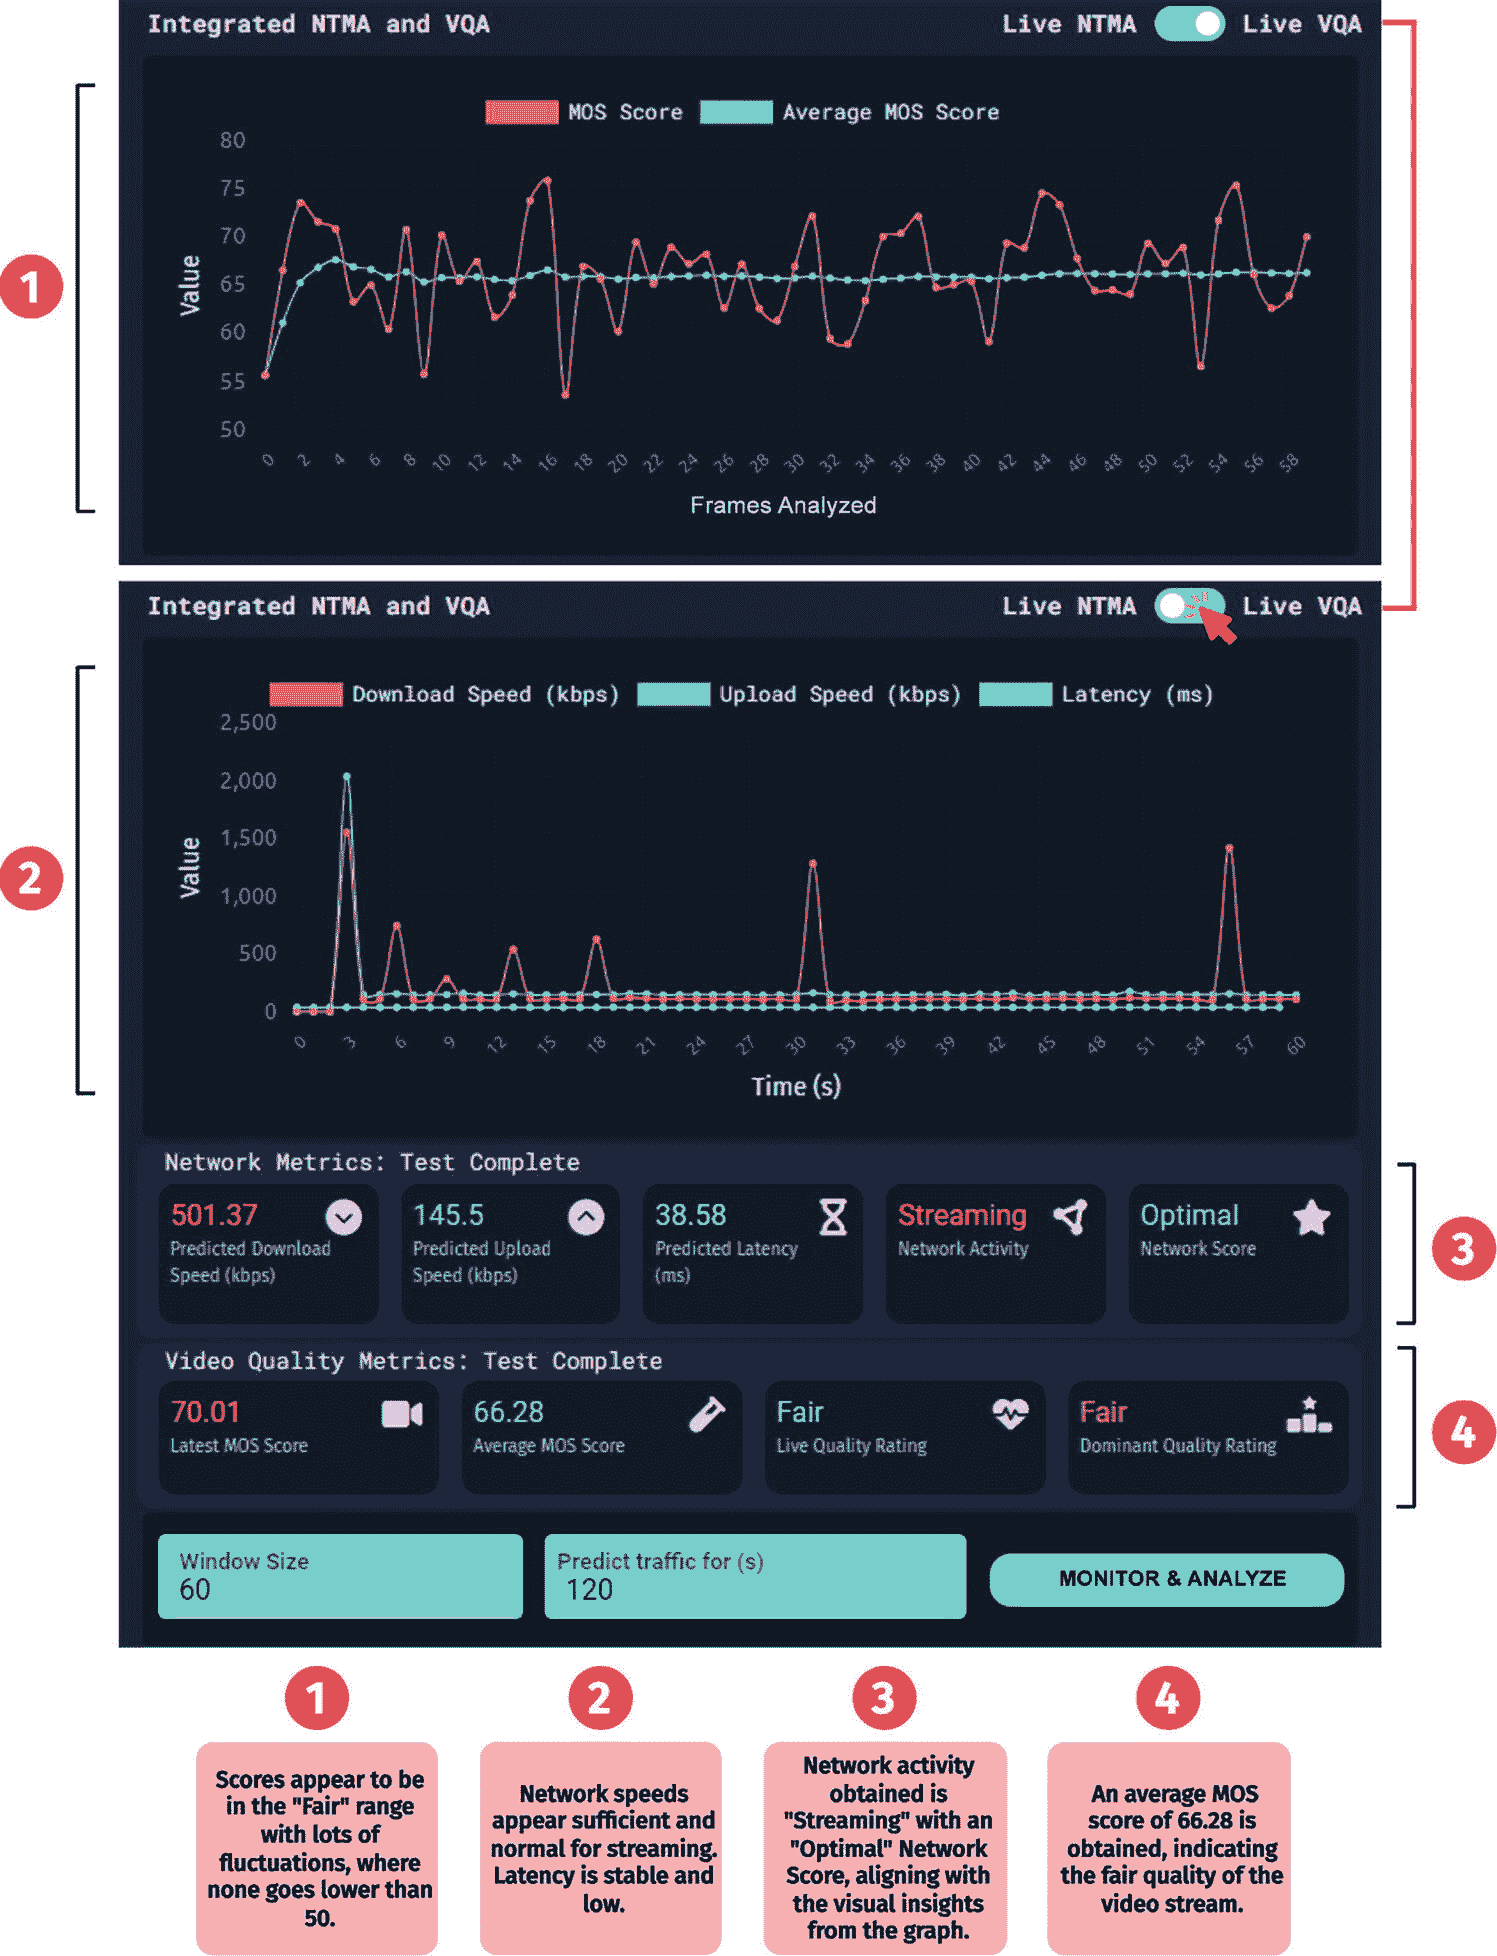 Integrated NTMA and VQA
Live NTMA
Live VQA
MOS Score
Average MOS Score
80
75
70
65
60
55
50
Value
0 2 4 6 8 10 12 14 16 18 20 22 24 26 28 30 32 34 36 38 40 42 44 46 48 50 52 54 56 58
Frames Analyzed
1
Integrated NTMA and VQA
Live NTMA
Live VQA
Download Speed (kbps)
Upload Speed (kbps)
Latency (ms)
2,500
2,000
1,500
1,000
500
0
Value
0 3 6 9 12 15 18 21 24 27 30 33 36 39 42 45 48 51 54 57 60
Time (s)
2
Network Metrics: Test Complete
501.37
Predicted Download
Speed (kbps)
145.5
Predicted Upload
Speed (kbps)
38.58
Predicted Latency
(ms)
Streaming
Network Activity
Optimal
Network Score
3
Video Quality Metrics: Test Complete
70.01
Latest MOS Score
66.28
Average MOS Score
Fair
Live Quality Rating
Fair
Dominant Quality Rating
4
Window Size
60
Predict traffic for (s)
120
MONITOR & ANALYZE
1
Scores appear to be
in the "Fair" range
with lots of
fluctuations, where
none goes lower than
50.
2
Network speeds
appear sufficient and
normal for streaming.
Latency is stable and
low.
3
Network activity
obtained is
"Streaming" with an
"Optimal" Network
Score, aligning with
the visual insights
from the graph.
4
An average MOS
score of 66.28 is
obtained, indicating
the fair quality of the
video stream.